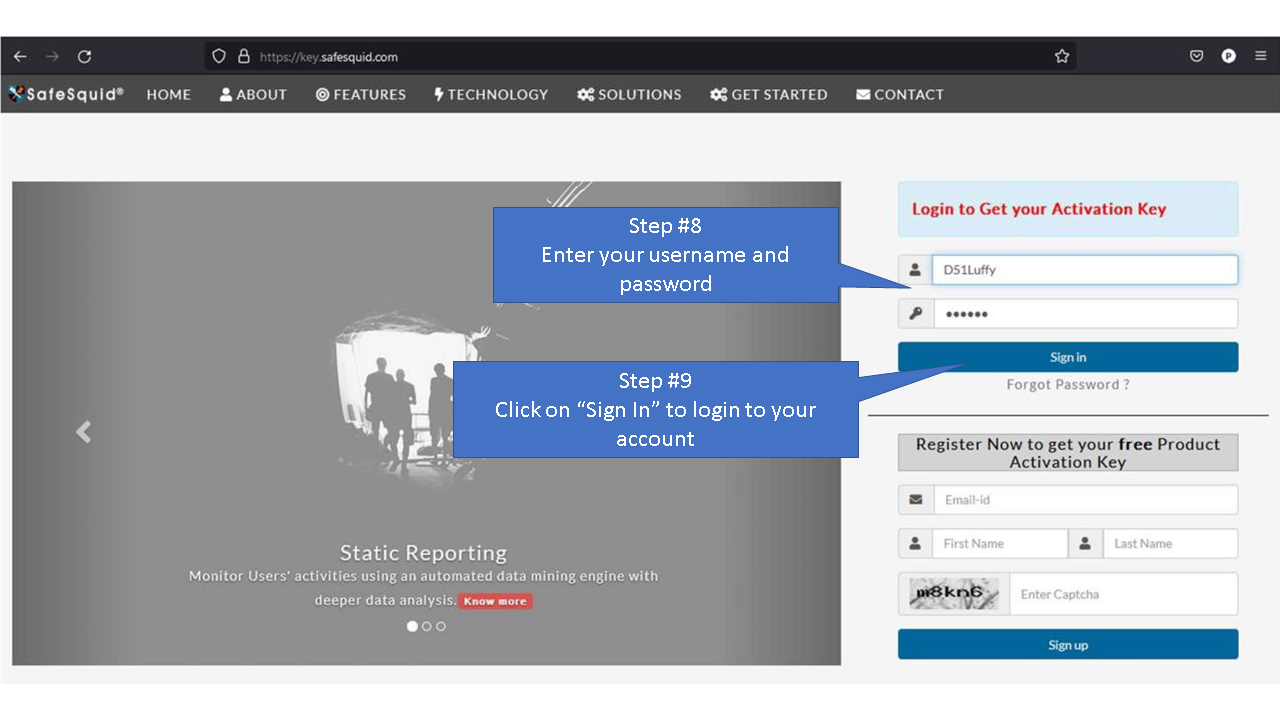 https://key.safesquid.com
SafeSquid® HOME ABOUT FEATURES TECHNOLOGY SOLUTIONS GET STARTED CONTACT
Step #8
Enter your username and
password
Step #9
Click on “Sign In” to login to your
account
Static Reporting
Monitor Users' activities using an automated data mining engine with
deeper data analysis. Know more
Login to Get your Activation Key
D51Luffy
••••••
Sign in
Forgot Password ?
Register Now to get your free Product
Activation Key
Email-id
First Name Last Name
m8kn6 Enter Captcha
Sign up